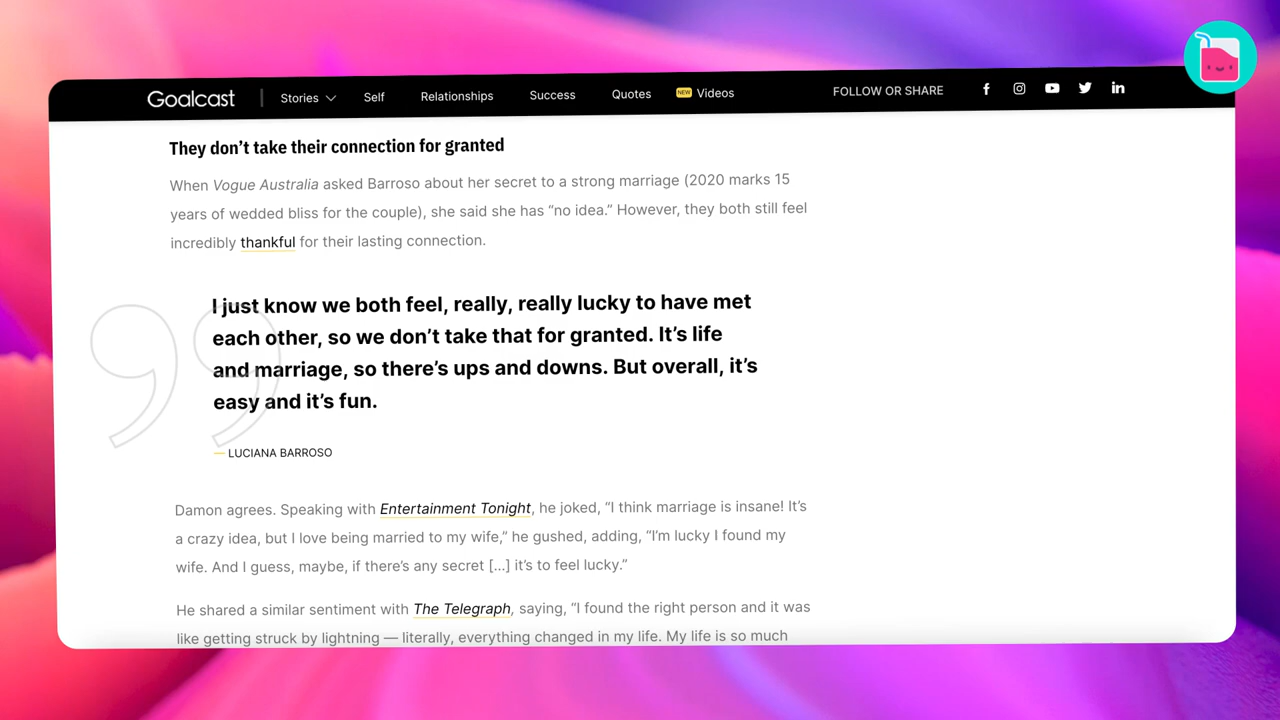 Goalcast
Stories Self Relationships Success Quotes NEW Videos FOLLOW OR SHARE
They don’t take their connection for granted
When Vogue Australia asked Barroso about her secret to a strong marriage (2020 marks 15
years of wedded bliss for the couple), she said she has “no idea.” However, they both still feel
incredibly thankful for their lasting connection.
I just know we both feel, really, really lucky to have met
each other, so we don’t take that for granted. It’s life
and marriage, so there’s ups and downs. But overall, it’s
easy and it’s fun.
— LUCIANA BARROSO
Damon agrees. Speaking with Entertainment Tonight, he joked, “I think marriage is insane! It’s
a crazy idea, but I love being married to my wife,” he gushed, adding, “I’m lucky I found my
wife. And I guess, maybe, if there’s any secret [...] it’s to feel lucky.”
He shared a similar sentiment with The Telegraph, saying, “I found the right person and it was
like getting struck by lightning — literally, everything changed in my life. My life is so much